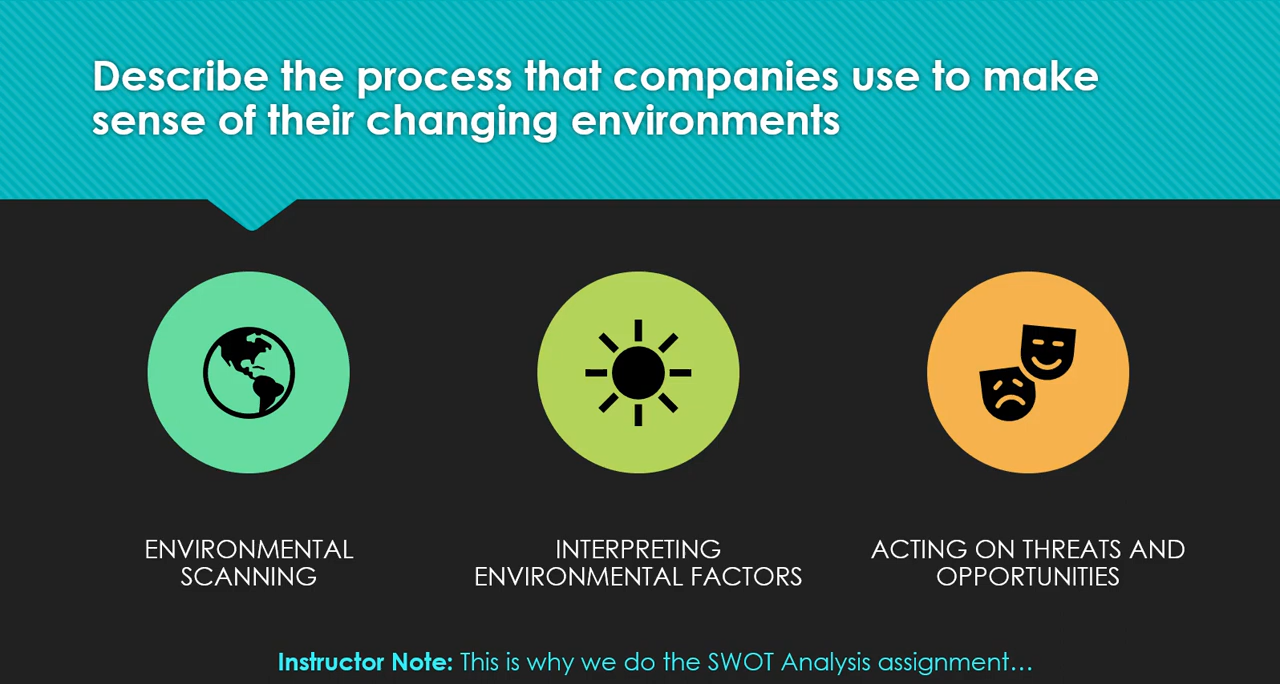 Describe the process that companies use to make
sense of their changing environments
ENVIRONMENTAL
SCANNING
INTERPRETING
ENVIRONMENTAL FACTORS
ACTING ON THREATS AND
OPPORTUNITIES
Instructor Note: This is why we do the SWOT Analysis assignment…